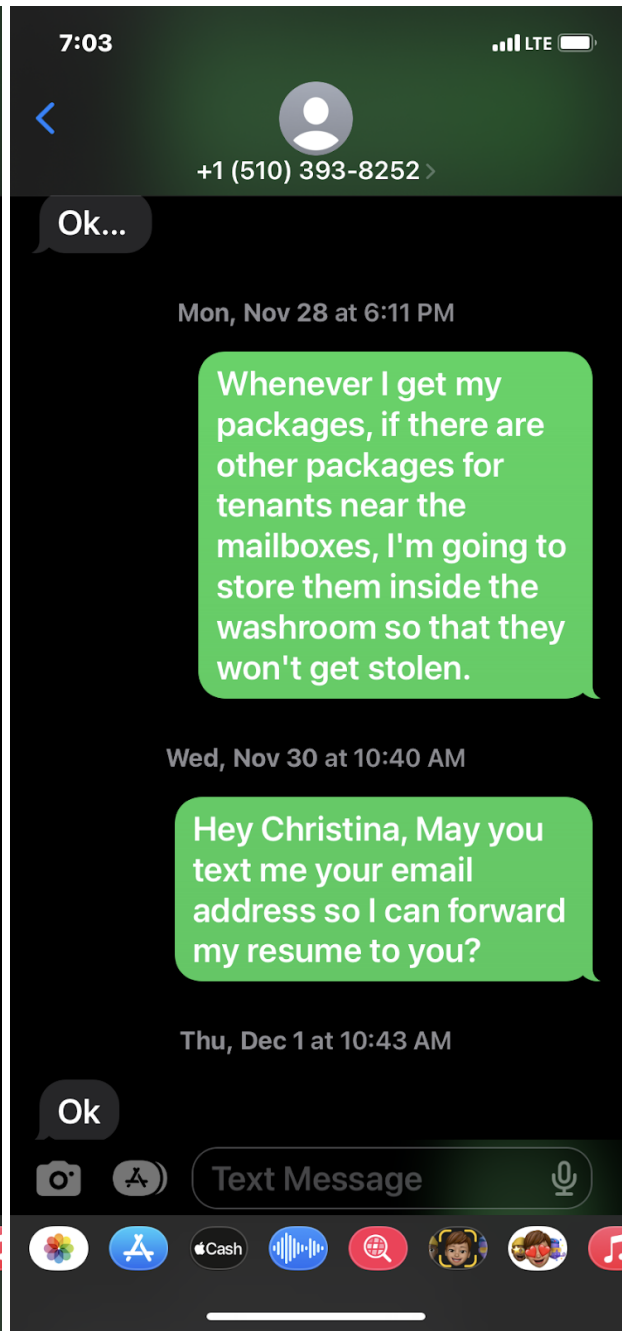 7:03
LTE
+1 (510) 393-8252
Ok...
Mon, Nov 28 at 6:11 PM
Whenever I get my
packages, if there are
other packages for
tenants near the
mailboxes, I'm going to
store them inside the
washroom so that they
won't get stolen.
Wed, Nov 30 at 10:40 AM
Hey Christina, May you
text me your email
address so I can forward
my resume to you?
Thu, Dec 1 at 10:43 AM
Ok
Text Message
Cash